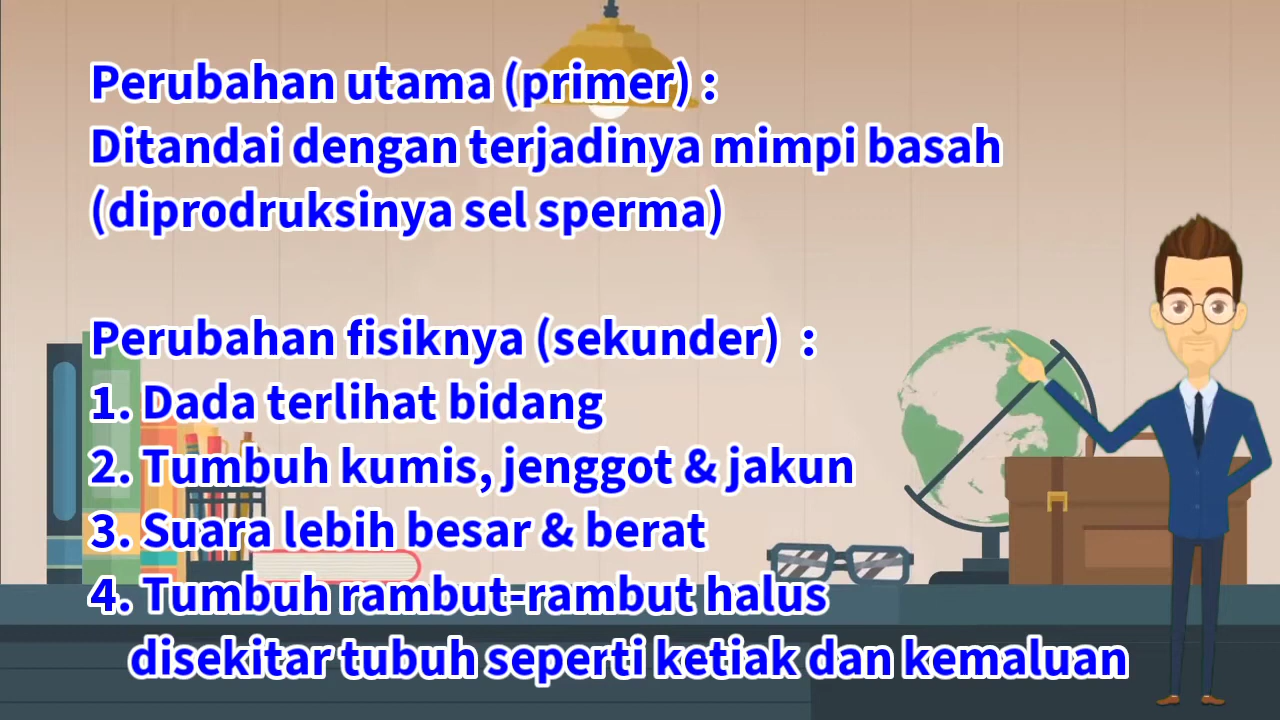 Perubahan utama (primer) :
Ditandai dengan terjadinya mimpi basah
(diprodruksinya sel sperma)
Perubahan fisiknya (sekunder) :
1. Dada terlihat bidang
2. Tumbuh kumis, jenggot & jakun
3. Suara lebih besar & berat
4. Tumbuh rambut-rambut halus
disekitar tubuh seperti ketiak dan kemaluan